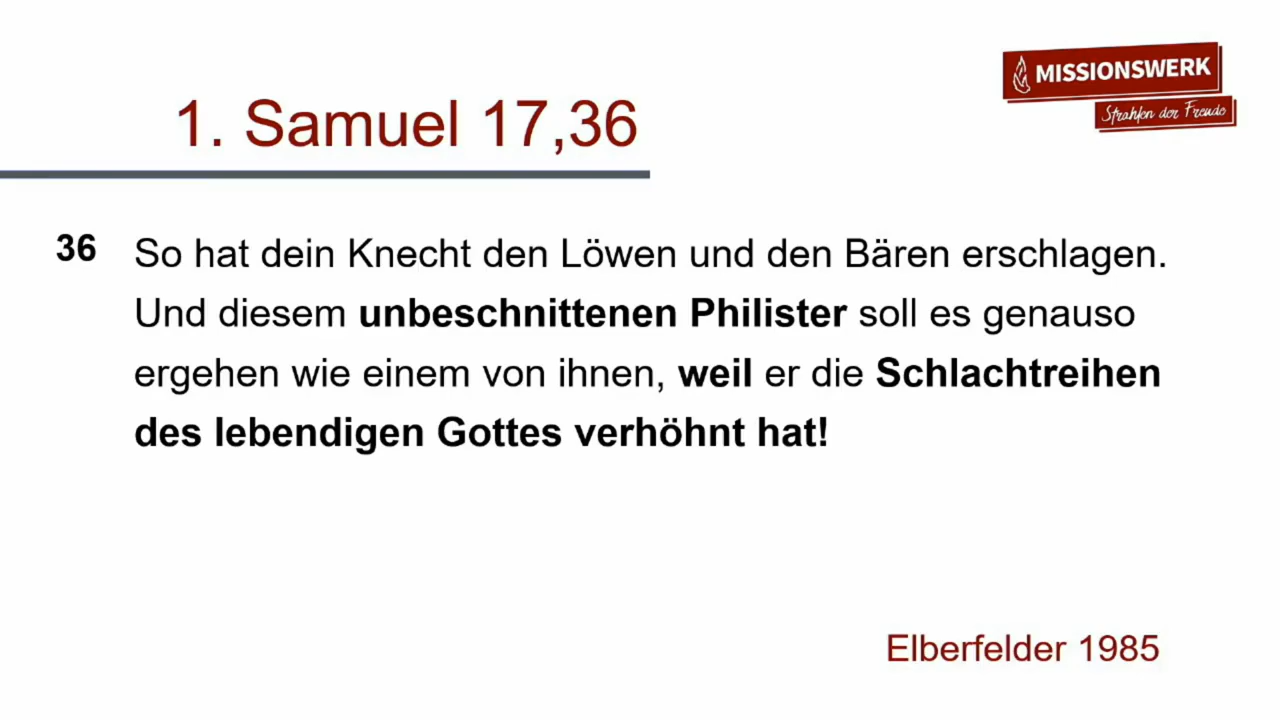 MISSIONSWERK
Strahlen der Freude
1. Samuel 17,36
36 So hat dein Knecht den Löwen und den Bären erschlagen.
Und diesem unbeschnittenen Philister soll es genauso
ergehen wie einem von ihnen, weil er die Schlachtreihen
des lebendigen Gottes verhöhnt hat!
Elberfelder 1985